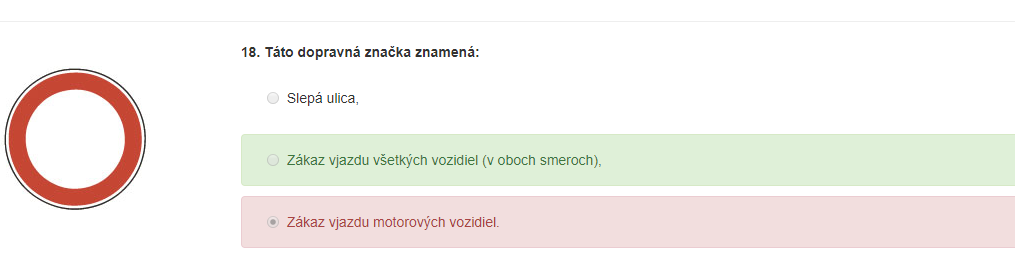 18. Táto dopravná značka znamená:
Slepá ulica,
Zákaz vjazdu všetkých vozidiel (v oboch smeroch),
Zákaz vjazdu motorových vozidiel.